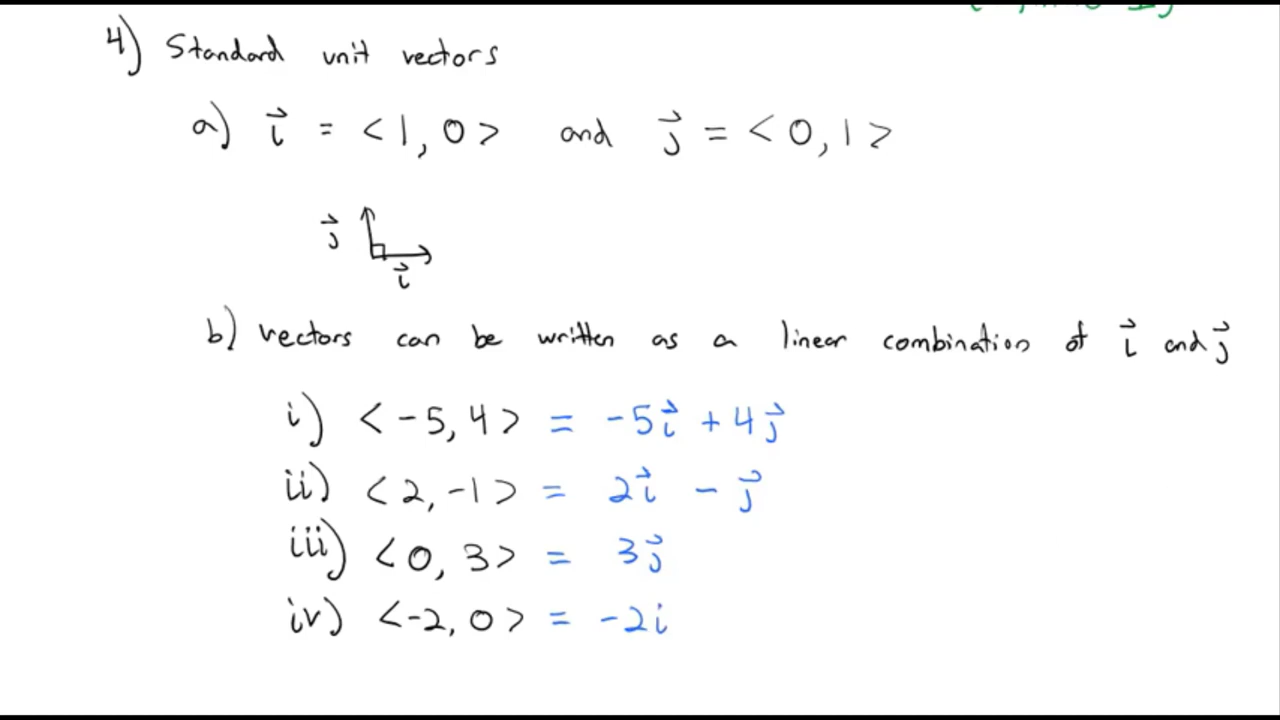 4) Standard unit vectors
a) i⃗ = <1, 0> and j⃗ = <0, 1>
j⃗
i⃗
b) vectors can be written as a linear combination of i⃗ and j⃗
i) <-5, 4> = -5i⃗ + 4j⃗
ii) <2, -1> = 2i⃗ - j⃗
iii) <0, 3> = 3j⃗
iv) <-2, 0> = -2i